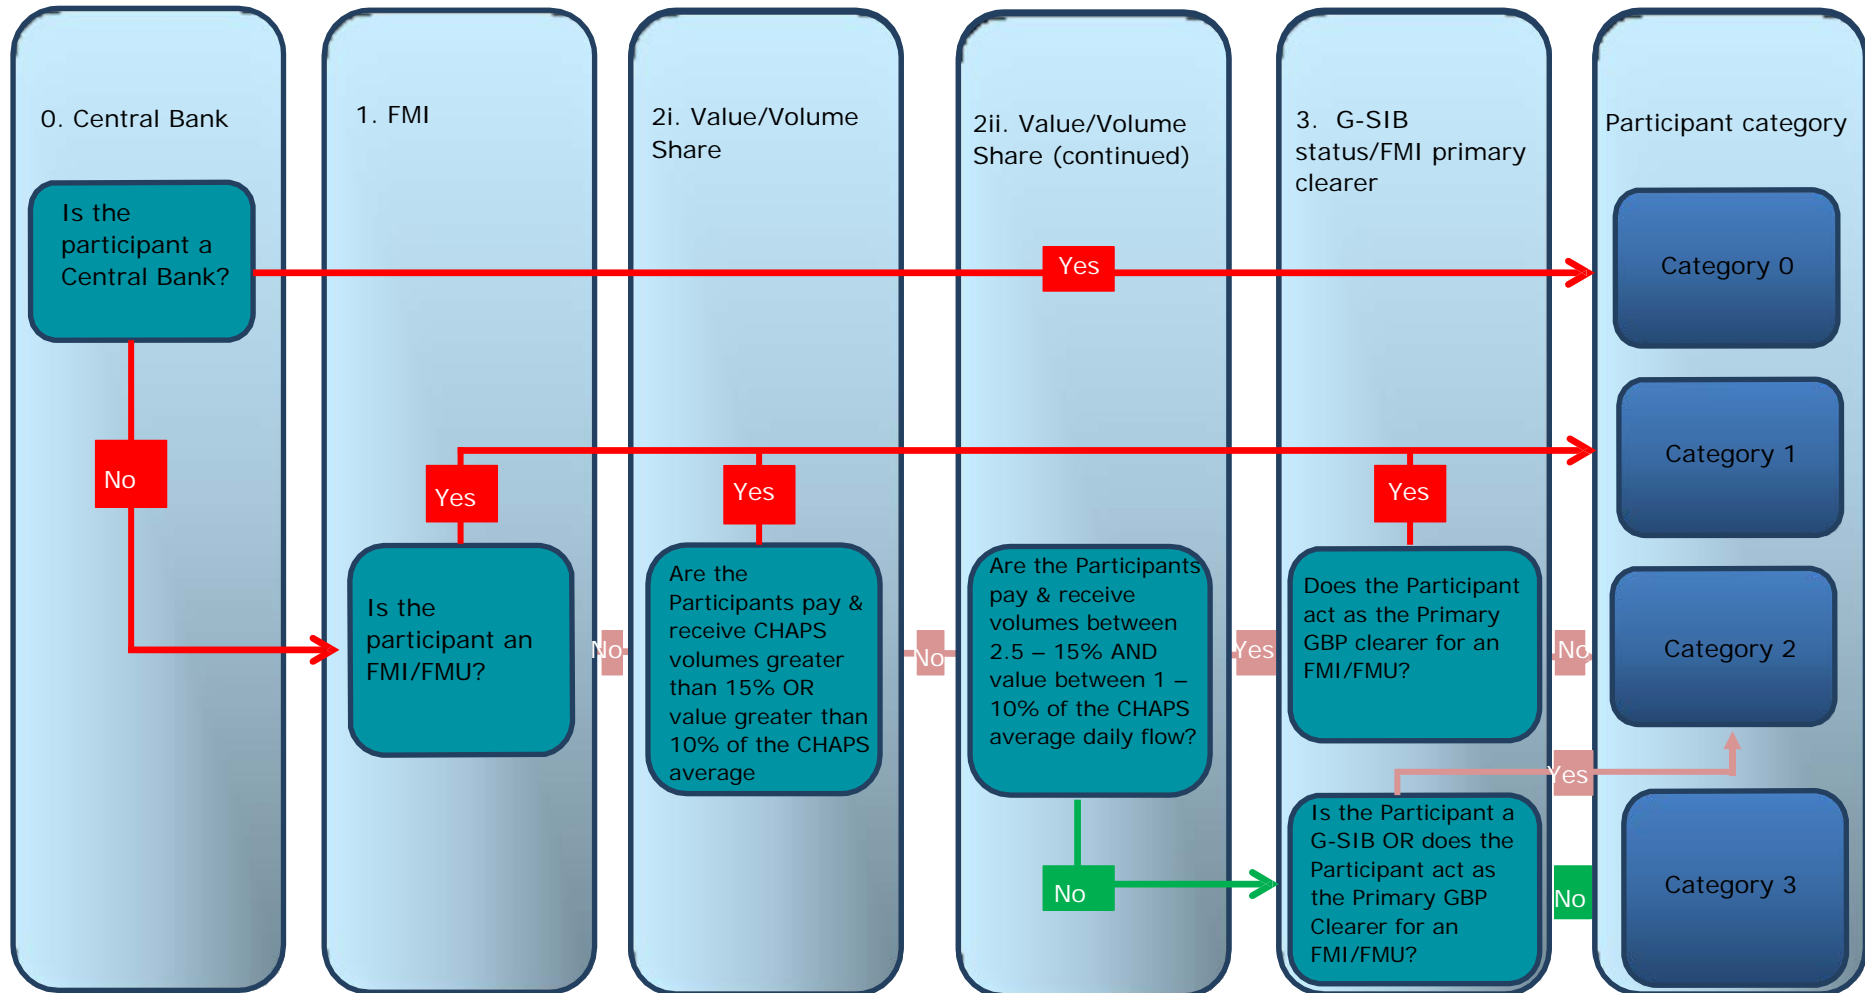 0. Central Bank
Is the
participant a
Central Bank?
No
1. FMI
Yes
Is the
participant an
FMI/FMU?
No
2i. Value/Volume
Share
Yes
Are the
Participants pay &
receive CHAPS
volumes greater
than 15% OR
value greater than
10% of the CHAPS
average
No
2ii. Value/Volume
Share (continued)
Yes
Are the Participants
pay & receive
volumes between
2.5 – 15% AND
value between 1 –
10% of the CHAPS
average daily flow?
Yes
No
3. G-SIB
status/FMI primary
clearer
Yes
Does the Participant
act as the Primary
GBP clearer for an
FMI/FMU?
No
Yes
Is the Participant a
G-SIB OR does the
Participant act as
the Primary GBP
Clearer for an
FMI/FMU?
No
Participant category
Category 0
Category 1
Category 2
Category 3